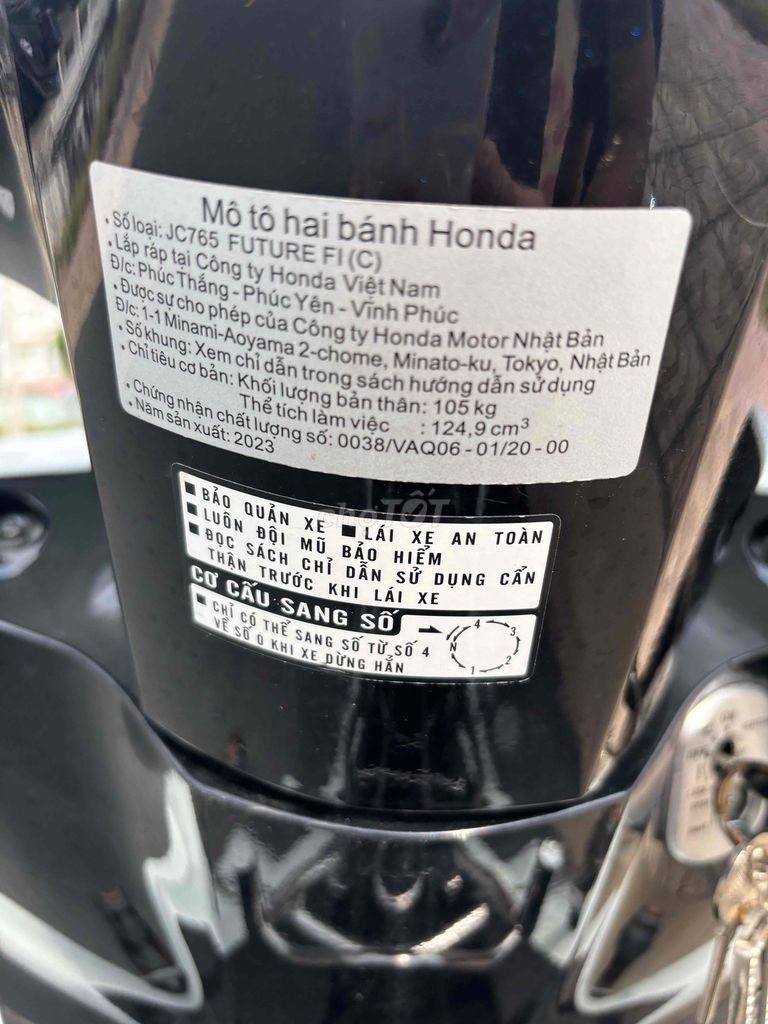 Mô tô hai bánh Honda
• Số loại: JC765 FUTURE FI (C)
• Lắp ráp tại Công ty Honda Việt Nam
Đ/c: Phúc Thắng - Phúc Yên - Vĩnh Phúc
• Được sự cho phép của Công ty Honda Motor Nhật Bản
Đ/c: 1-1 Minami-Aoyama 2-chome, Minato-ku, Tokyo, Nhật Bản
• Số khung: Xem chỉ dẫn trong sách hướng dẫn sử dụng
• Chỉ tiêu cơ bản: Khối lượng bản thân: 105 kg
Thể tích làm việc : 124,9 cm³
• Chứng nhận chất lượng số: 0038/VAQ06 - 01/20 - 00
• Năm sản xuất: 2023
chợTỐT
■ BẢO QUẢN XE ■ LÁI XE AN TOÀN
■ LUÔN ĐỘI MŨ BẢO HIỂM
■ ĐỌC SÁCH CHỈ DẪN SỬ DỤNG CẨN
THẬN TRƯỚC KHI LÁI XE
CƠ CẤU SANG SỐ
■ CHỈ CÓ THỂ SANG SỐ TỪ SỐ 4
VỀ SỐ 0 KHI XE DỪNG HẲN
N 1 2 3 4